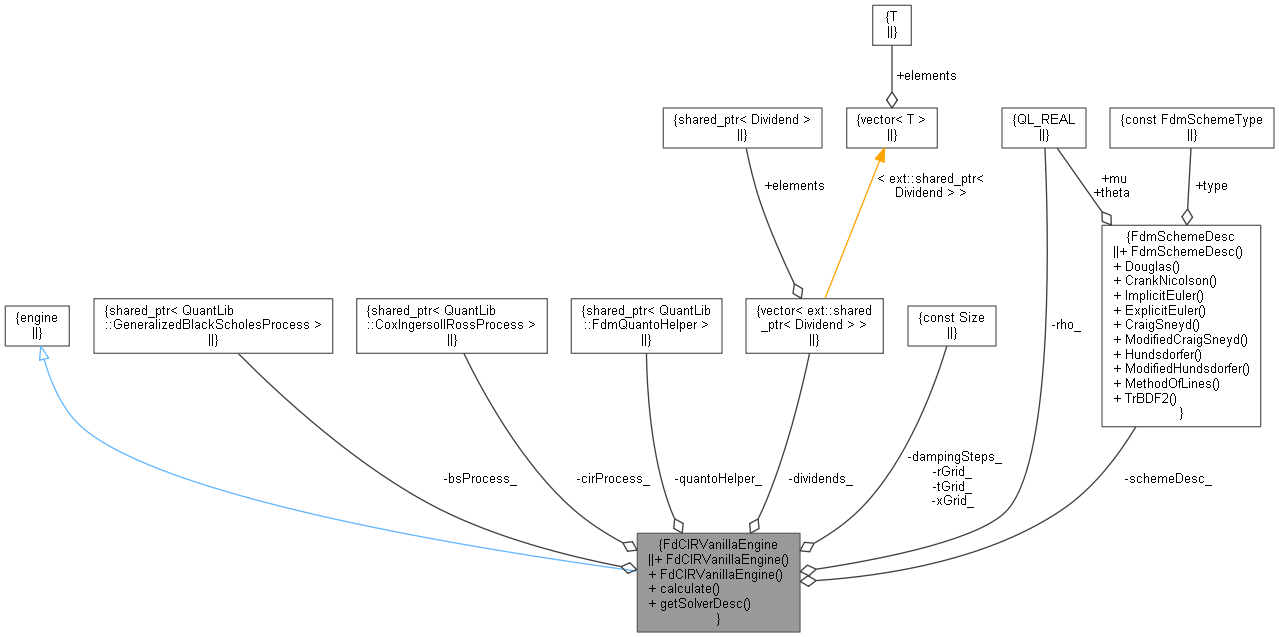 {T
||}
+elements
{shared_ptr< Dividend >
||}
{vector< T >
||}
{QL_REAL
||}
{const FdmSchemeType
||}
+elements
< ext::shared_ptr<
Dividend > >
+mu
+theta
+type
{FdmSchemeDesc
||+ FdmSchemeDesc()
+ Douglas()
+ CrankNicolson()
+ ImplicitEuler()
+ ExplicitEuler()
+ CraigSneyd()
+ ModifiedCraigSneyd()
+ Hundsdorfer()
+ ModifiedHundsdorfer()
+ MethodOfLines()
+ TrBDF2()
}
{engine
||}
{shared_ptr< QuantLib
::GeneralizedBlackScholesProcess >
||}
{shared_ptr< QuantLib
::CoxIngersollRossProcess >
||}
{shared_ptr< QuantLib
::FdmQuantoHelper >
||}
{vector< ext::shared
_ptr< Dividend > >
||}
{const Size
||}
-rho_
-bsProcess_
-cirProcess_
-quantoHelper_
-dividends_
-dampingSteps_
-rGrid_
-tGrid_
-xGrid_
-schemeDesc_
{FdCIRVanillaEngine
||+ FdCIRVanillaEngine()
+ FdCIRVanillaEngine()
+ calculate()
+ getSolverDesc()
}